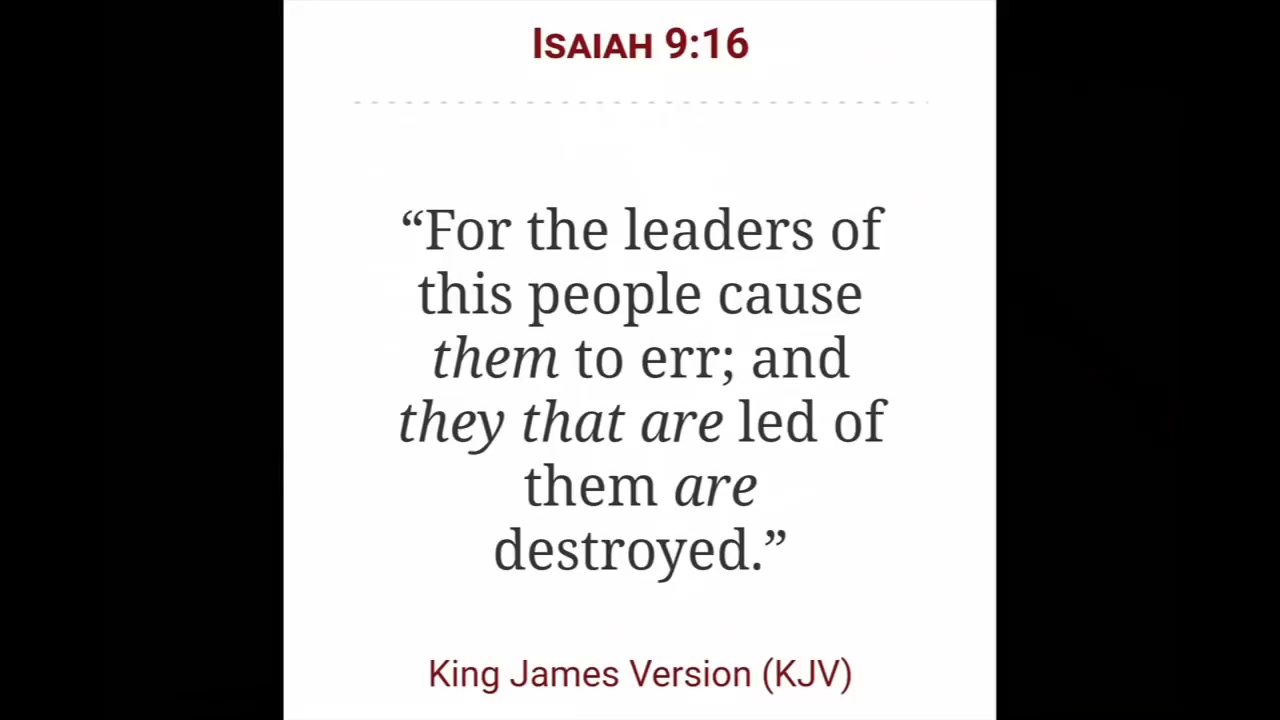 Isaiah 9:16
“For the leaders of
this people cause
them to err; and
they that are led of
them are
destroyed.”
King James Version (KJV)